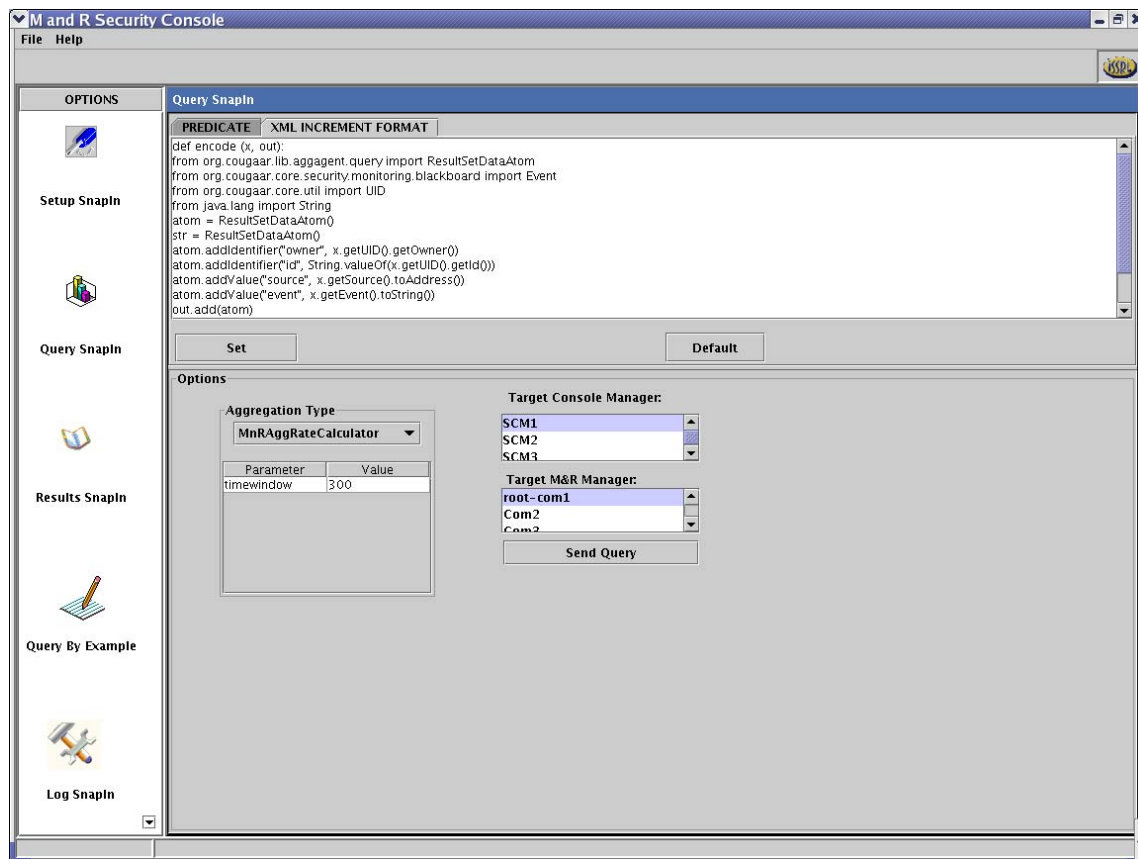 M and R Security Console
File Help
ISSRL
OPTIONS
Setup SnapIn
Query SnapIn
Results SnapIn
Query By Example
Log SnapIn
Query SnapIn
PREDICATE XML INCREMENT FORMAT
def encode (x, out):
from org.cougaar.lib.aggagent.query import ResultSetDataAtom
from org.cougaar.core.security.monitoring.blackboard import Event
from org.cougaar.core.util import UID
from java.lang import String
atom = ResultSetDataAtom()
str = ResultSetDataAtom()
atom.addIdentifier("owner", x.getUID().getOwner())
atom.addIdentifier("id", String.valueOf(x.getUID().getId()))
atom.addValue("source", x.getSource().toAddress())
atom.addValue("event", x.getEvent().toString())
out.add(atom)
Set Default
Options
Aggregation Type
MnRAggRateCalculator
Parameter Value
timewindow 300
Target Console Manager:
SCM1
SCM2
SCM3
Target M&R Manager:
root-com1
Com2
Com3
Send Query